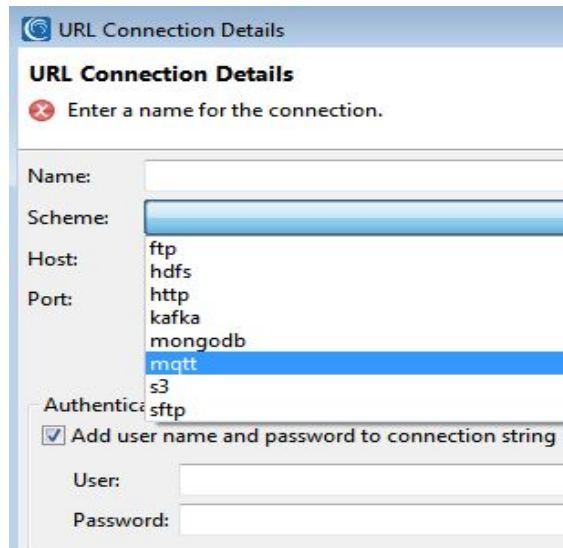 URL Connection Details
URL Connection Details
Enter a name for the connection.
Name:
Scheme:
ftp
Host:
hdfs
Port:
http
kafka
mongodb
mqtt
s3
Authentica
sftp
Add user name and password to connection string
User:
Password: